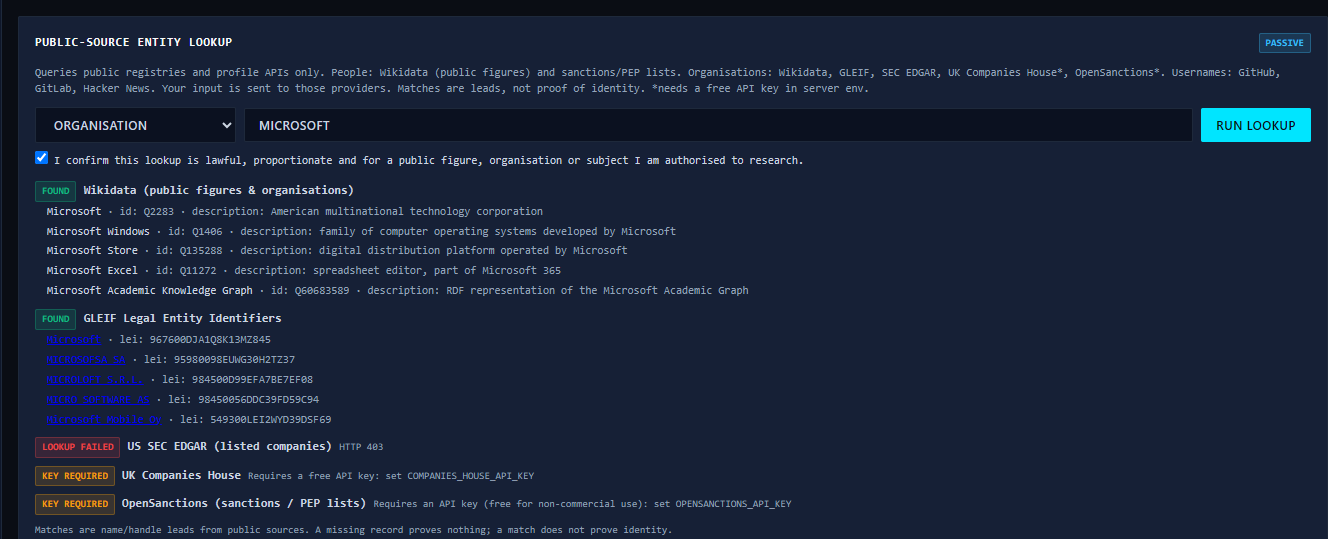 PUBLIC-SOURCE ENTITY LOOKUP
PASSIVE
Queries public registries and profile APIs only. People: Wikidata (public figures) and sanctions/PEP lists. Organisations: Wikidata, GLEIF, SEC EDGAR, UK Companies House*, OpenSanctions*. Usernames: GitHub,
GitLab, Hacker News. Your input is sent to those providers. Matches are leads, not proof of identity. *needs a free API key in server env.
ORGANISATION
MICROSOFT
RUN LOOKUP
I confirm this lookup is lawful, proportionate and for a public figure, organisation or subject I am authorised to research.
FOUND Wikidata (public figures & organisations)
Microsoft · id: Q2283 · description: American multinational technology corporation
Microsoft Windows · id: Q1406 · description: family of computer operating systems developed by Microsoft
Microsoft Store · id: Q135288 · description: digital distribution platform operated by Microsoft
Microsoft Excel · id: Q11272 · description: spreadsheet editor, part of Microsoft 365
Microsoft Academic Knowledge Graph · id: Q60683589 · description: RDF representation of the Microsoft Academic Graph
FOUND GLEIF Legal Entity Identifiers
· lei: 967600DJA1Q8K13MZ845
· lei: 95980098EUWG30H2TZ37
· lei: 984500D99EFA7BE7EF08
MICRO SOFTWARE AS · lei: 98450056DDC39FD59C94
Microsoft Mobile Oy · lei: 549300LEI2WYD39DSF69
LOOKUP FAILED US SEC EDGAR (listed companies) HTTP 403
KEY REQUIRED UK Companies House Requires a free API key: set COMPANIES_HOUSE_API_KEY
KEY REQUIRED OpenSanctions (sanctions / PEP lists) Requires an API key (free for non-commercial use): set OPENSANCTIONS_API_KEY
Matches are name/handle leads from public sources. A missing record proves nothing; a match does not prove identity.